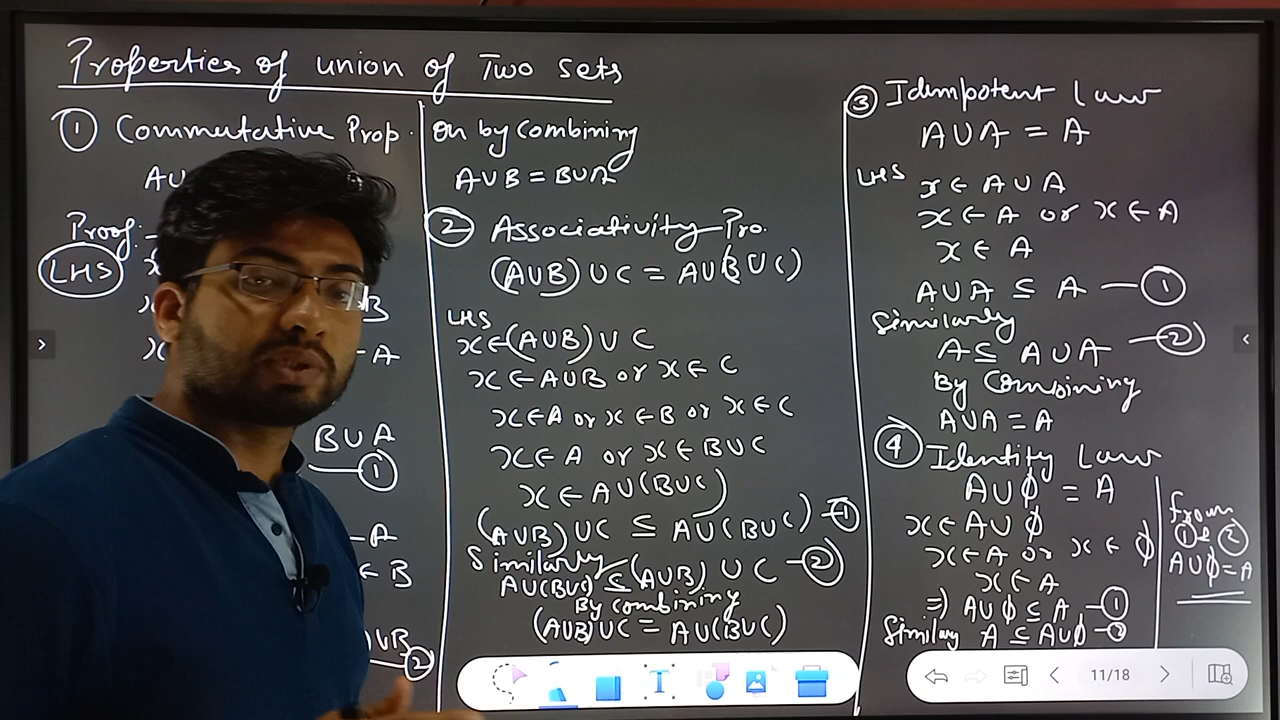 Properties of union of Two sets
① Commutative Prop.
AU
Proof:-
LHS
B
A
BUA
①
A
∈ B
AUB
②
on by combining
AUB = BUA
② Associativity Pro.
(AUB) U C = AU(B U C)
LHS
x ∈ (AUB) U C
x ∈ AUB or x ∈ C
x ∈ A or x ∈ B or x ∈ C
x ∈ A or x ∈ BUC
x ∈ AU(BUC)
(AUB) UC ⊆ AU(BUC) -①
Similarly
AU(BUC) ⊆ (AUB) U C -②
By combining
(AUB)UC = AU(BUC)
③ Idempotent Law
AUA = A
LHS x ∈ AUA
x ∈ A or x ∈ A
x ∈ A
AUA ⊆ A —①
Similarly
A ⊆ AUA —②
By Combining
AUA = A
④ Identity Law
AUϕ = A
x ∈ AUϕ
x ∈ A or x ∈ ϕ
x ∈ A
⇒ AUϕ ⊆ A -①
Similary A ⊆ AUϕ -②
from
① & ②
AUϕ = A
T
11/18